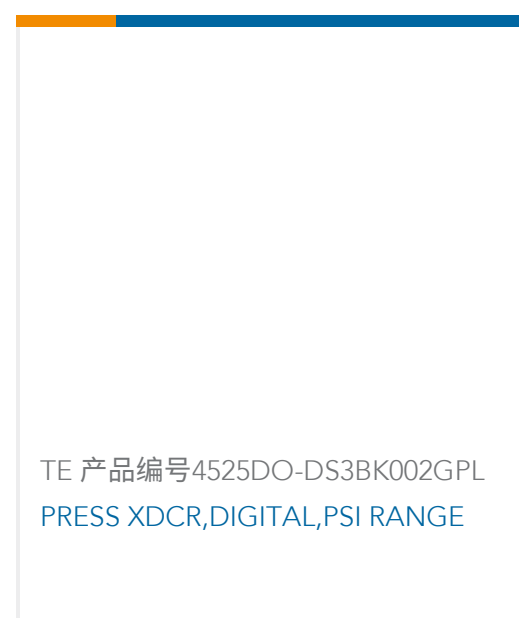 TE 产品编号4525DO-DS3BK002GPL
PRESS XDCR,DIGITAL,PSI RANGE